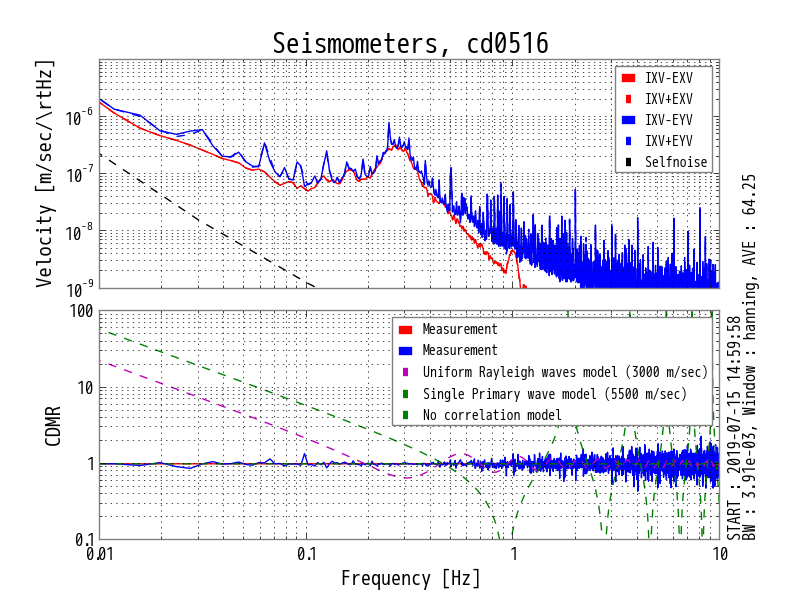 Seismometers, cd0516
Velocity [m/sec/\rtHz]
10^-6
10^-7
10^-8
10^-9
IXV-EXV
IXV+EXV
IXV-EYV
IXV+EYV
Selfnoise
CDMR
100
10
1
0.1
Measurement
Measurement
Uniform Rayleigh waves model (3000 m/sec)
Single Primary wave model (5500 m/sec)
No correlation model
0.01
0.1
1
10
Frequency [Hz]
START : 2019-07-15 14:59:58
BW : 3.91e-03, Window : hanning, AVE : 64.25